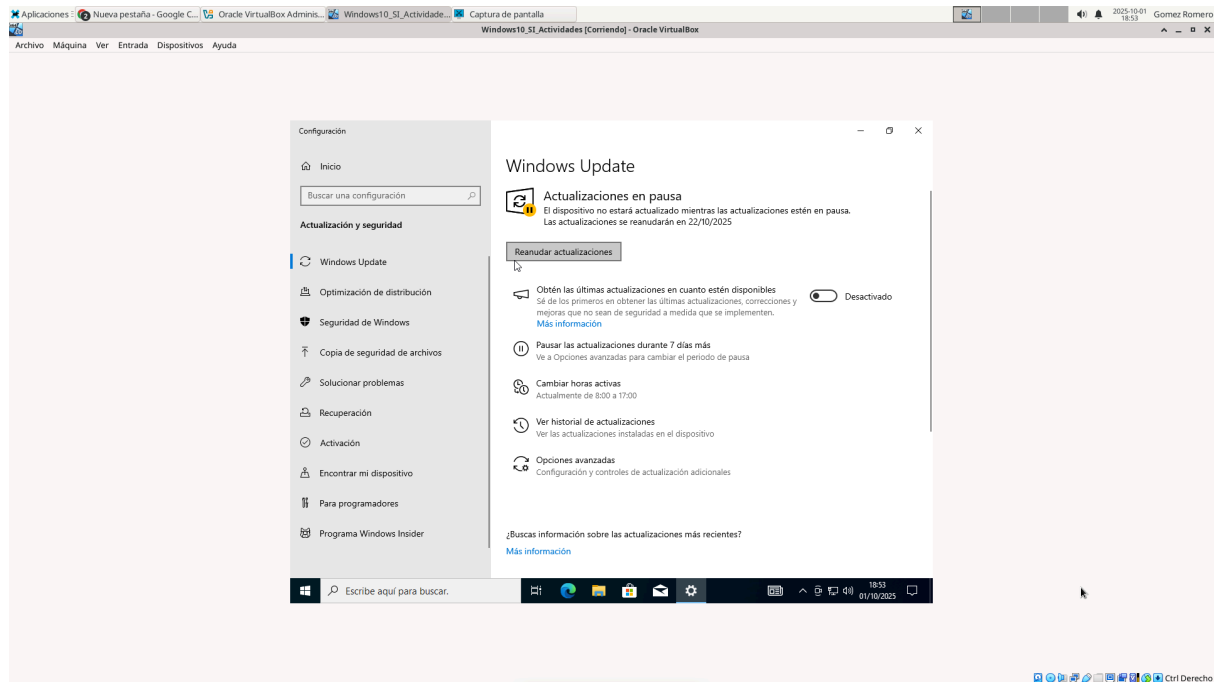 Aplicaciones
Nueva pestaña - Google C...
Oracle VirtualBox Adminis...
Windows10_SI_Actividade...
Captura de pantalla
2025-10-01
18:53
Gomez Romero
Windows10_SI_Actividades [Corriendo] - Oracle VirtualBox
Archivo Máquina Ver Entrada Dispositivos Ayuda
Configuración
Inicio
Buscar una configuración
Actualización y seguridad
Windows Update
Optimización de distribución
Seguridad de Windows
Copia de seguridad de archivos
Solucionar problemas
Recuperación
Activación
Encontrar mi dispositivo
Para programadores
Programa Windows Insider
Windows Update
Actualizaciones en pausa
El dispositivo no estará actualizado mientras las actualizaciones estén en pausa.
Las actualizaciones se reanudarán en 22/10/2025
Reanudar actualizaciones
Obtén las últimas actualizaciones en cuanto estén disponibles
Sé de los primeros en obtener las últimas actualizaciones, correcciones y
mejoras que no sean de seguridad a medida que se implementen.
Más información
Desactivado
Pausar las actualizaciones durante 7 días más
Ve a Opciones avanzadas para cambiar el periodo de pausa
Cambiar horas activas
Actualmente de 8:00 a 17:00
Ver historial de actualizaciones
Ver las actualizaciones instaladas en el dispositivo
Opciones avanzadas
Configuración y controles de actualización adicionales
¿Buscas información sobre las actualizaciones más recientes?
Más información
Escribe aquí para buscar.
18:53
01/10/2025
Ctrl Derecho